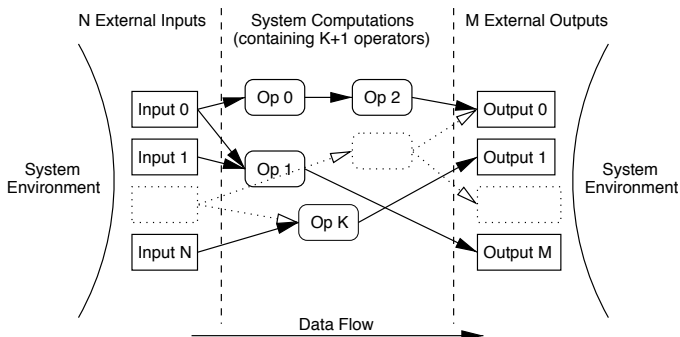 N External Inputs
System Computations
(containing K+1 operators)
M External Outputs
Input 0
Op 0
Op 2
Output 0
Input 1
Op 1
Output 1
System
Environment
System
Environment
Op K
Input N
Output M
Data Flow